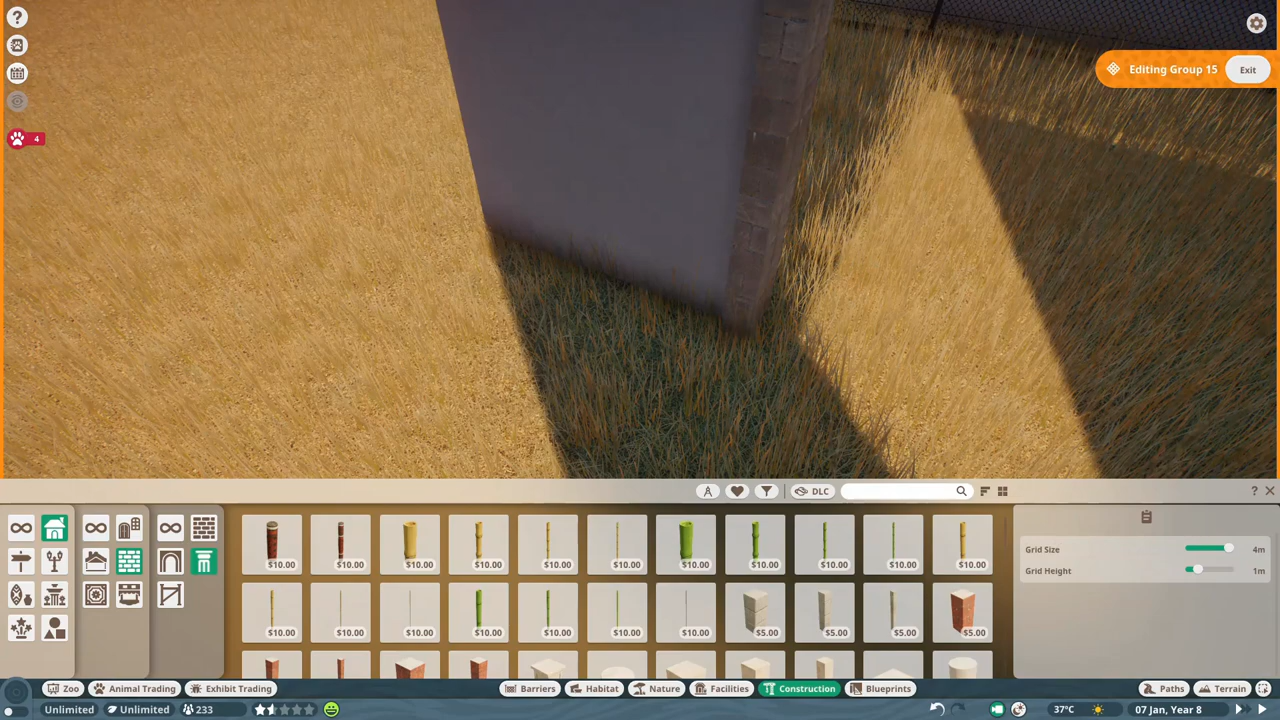 ?
Editing Group 15
Exit
4
DLC
?
$10.00 $10.00 $10.00 $10.00 $10.00 $10.00 $10.00 $10.00 $10.00 $10.00 $10.00
Grid Size 4m
Grid Height 1m
$10.00 $10.00 $10.00 $10.00 $10.00 $10.00 $10.00 $5.00 $5.00 $5.00 $5.00
Zoo Animal Trading Exhibit Trading Barriers Habitat Nature Facilities Construction Blueprints Paths Terrain
Unlimited Unlimited 233 37°C 07 Jan, Year 8